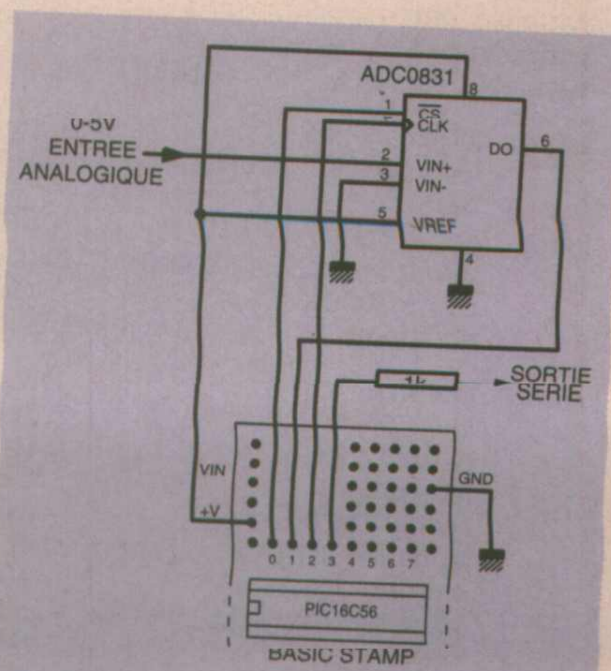 ADC0831
8
1
CS
CLK
0-5V
ENTREE
ANALOGIQUE
2
VIN+
3
VIN-
DO
6
5
VREF
4
1k
SORTIE
SERIE
VIN
GND
+V
0 1 2 3 4 5 6 7
PIC16C56
BASIC STAMP